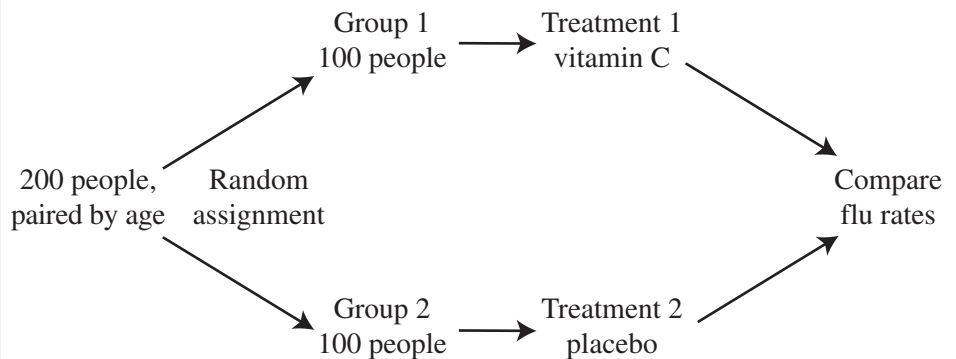 Group 1
100 people
Treatment 1
vitamin C
200 people,
paired by age
Random
assignment
Compare
flu rates
Group 2
100 people
Treatment 2
placebo